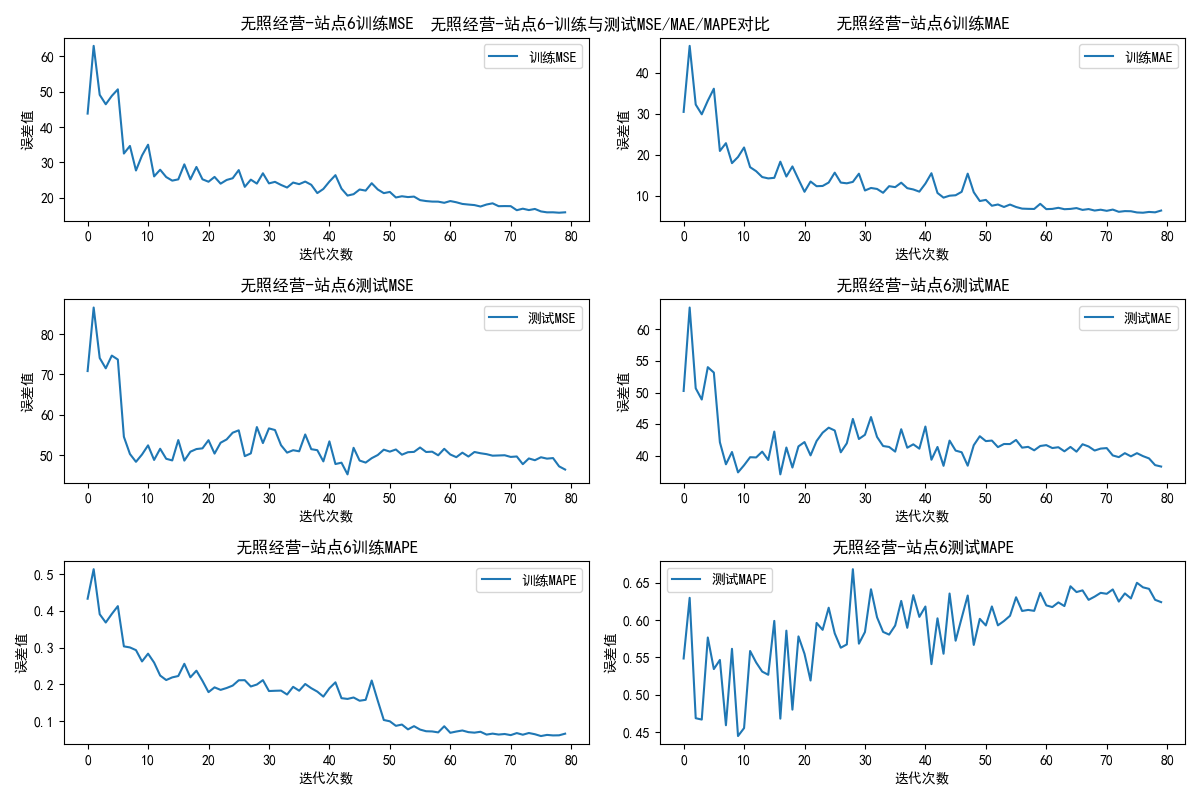 无照经营-站点6-训练与测试MSE/MAE/MAPE对比
无照经营-站点6训练MSE
训练MSE
误差值
60
50
40
30
20
0 10 20 30 40 50 60 70 80
迭代次数
无照经营-站点6训练MAE
训练MAE
误差值
40
30
20
10
0 10 20 30 40 50 60 70 80
迭代次数
无照经营-站点6测试MSE
测试MSE
误差值
80
70
60
50
0 10 20 30 40 50 60 70 80
迭代次数
无照经营-站点6测试MAE
测试MAE
误差值
60
55
50
45
40
0 10 20 30 40 50 60 70 80
迭代次数
无照经营-站点6训练MAPE
训练MAPE
误差值
0.5
0.4
0.3
0.2
0.1
0 10 20 30 40 50 60 70 80
迭代次数
无照经营-站点6测试MAPE
测试MAPE
误差值
0.65
0.60
0.55
0.50
0.45
0 10 20 30 40 50 60 70 80
迭代次数